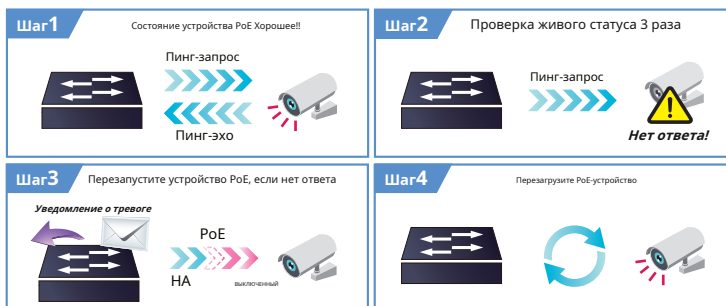 Шаг1
Состояние устройства PoE Хорошее!!
Пинг-запрос
Пинг-эхо
Шаг2
Проверка живого статуса 3 раза
Пинг-запрос
Нет ответа!
Шаг3
Перезапустите устройство PoE, если нет ответа
Уведомление о тревоге
PoE
НА
выключенный
Шаг4
Перезагрузите PoE-устройство